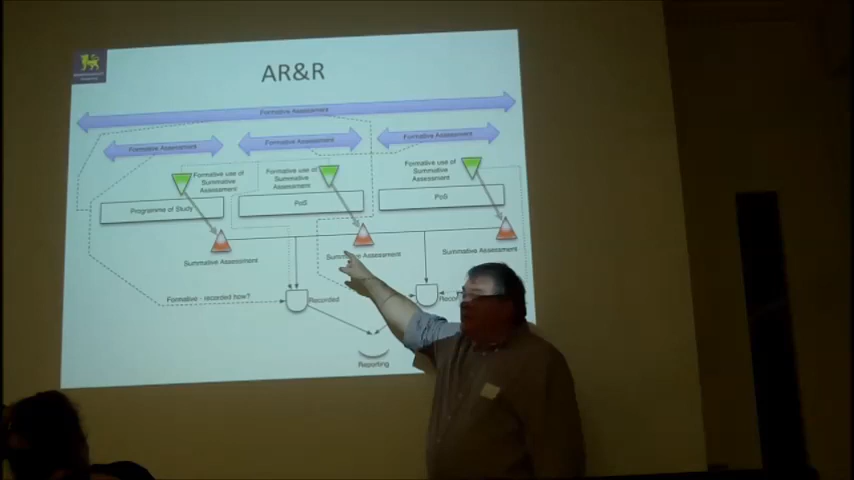 AR&R
Formative Assessment
Formative Assessment
Formative Assessment
Formative Assessment
Formative use of
Summative
Assessment
Formative use of
Summative
Assessment
Formative use of
Summative
Assessment
Programme of Study
PoS
PoS
Summative Assessment
Summative Assessment
Summative Assessment
Formative - recorded how?
Recorded
Reporting